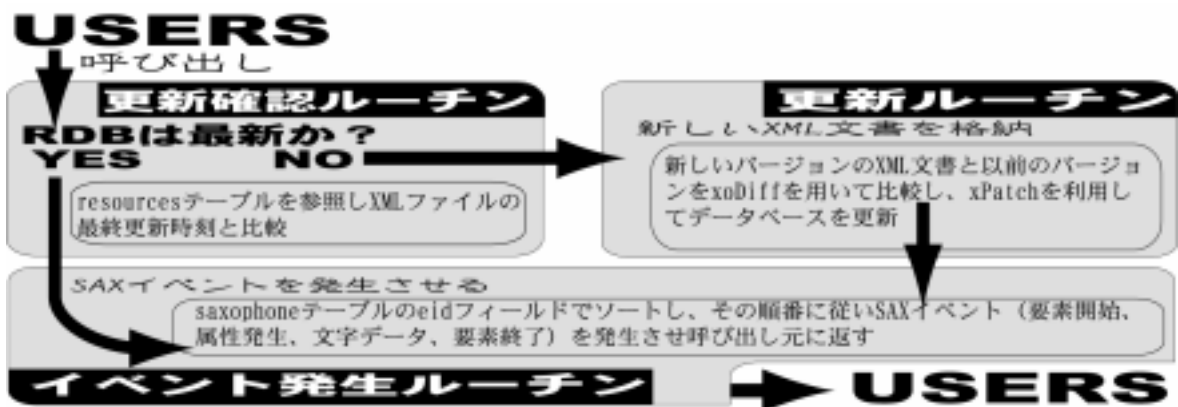 USERS
呼び出し
更新確認ルーチン
RDBは最新か？
YES NO
resourcesテーブルを参照しXMLファイルの
最終更新時刻と比較
更新ルーチン
新しいXML文書を格納
新しいバージョンのXML文書と以前のバージョ
ンをxoDiffを用いて比較し、xPatchを利用し
てデータベースを更新
SAXイベントを発生させる
saxophoneテーブルのeidフィールドでソートし、その順番に従いSAXイベント（要素開始、
属性発生、文字データ、要素終了）を発生させ呼び出し元に返す
イベント発生ルーチン
USERS